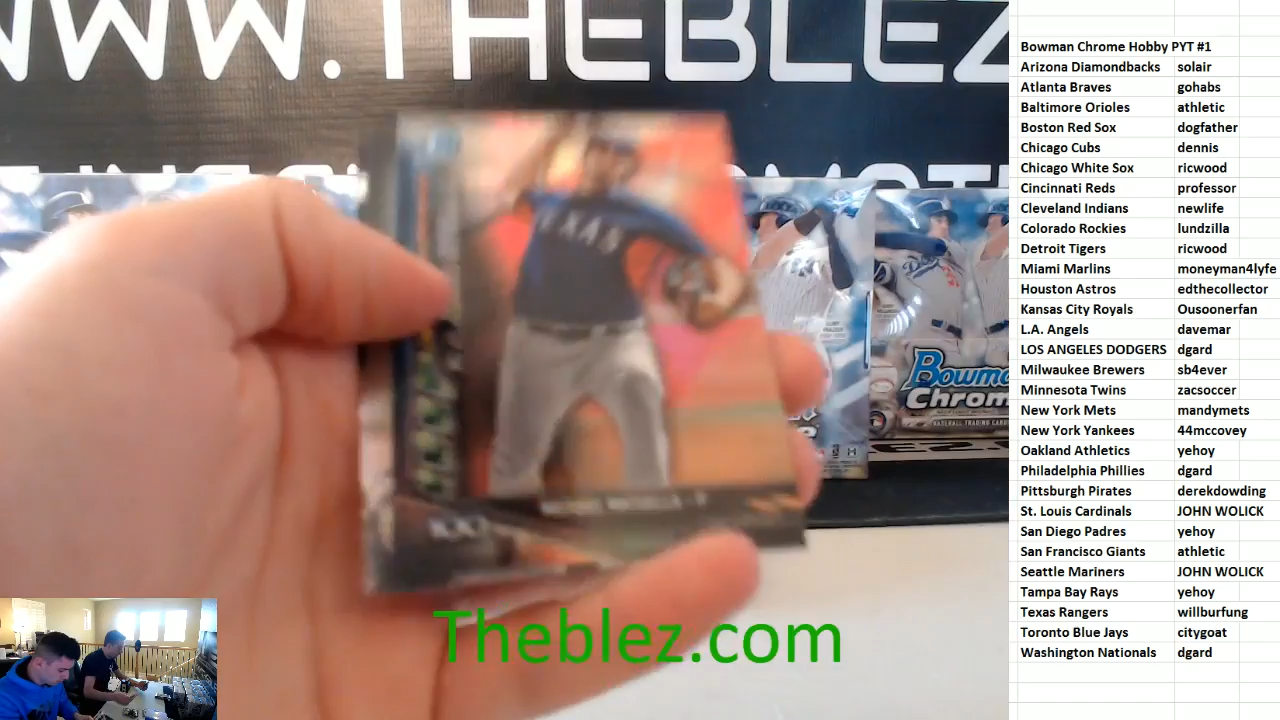 WWW.THEBLEZ
TEXAS
Bowman
Chrome
BASEBALL TRADING CARDS
Theblez.com
Bowman Chrome Hobby PYT #1
Arizona Diamondbacks solair
Atlanta Braves gohabs
Baltimore Orioles athletic
Boston Red Sox dogfather
Chicago Cubs dennis
Chicago White Sox ricwood
Cincinnati Reds professor
Cleveland Indians newlife
Colorado Rockies lundzilla
Detroit Tigers ricwood
Miami Marlins moneyman4lyfe
Houston Astros edthecollector
Kansas City Royals Ousoonerfan
L.A. Angels davemar
LOS ANGELES DODGERS dgard
Milwaukee Brewers sb4ever
Minnesota Twins zacsoccer
New York Mets mandymets
New York Yankees 44mccovey
Oakland Athletics yehoy
Philadelphia Phillies dgard
Pittsburgh Pirates derekdowding
St. Louis Cardinals JOHN WOLICK
San Diego Padres yehoy
San Francisco Giants athletic
Seattle Mariners JOHN WOLICK
Tampa Bay Rays yehoy
Texas Rangers willburfung
Toronto Blue Jays citygoat
Washington Nationals dgard